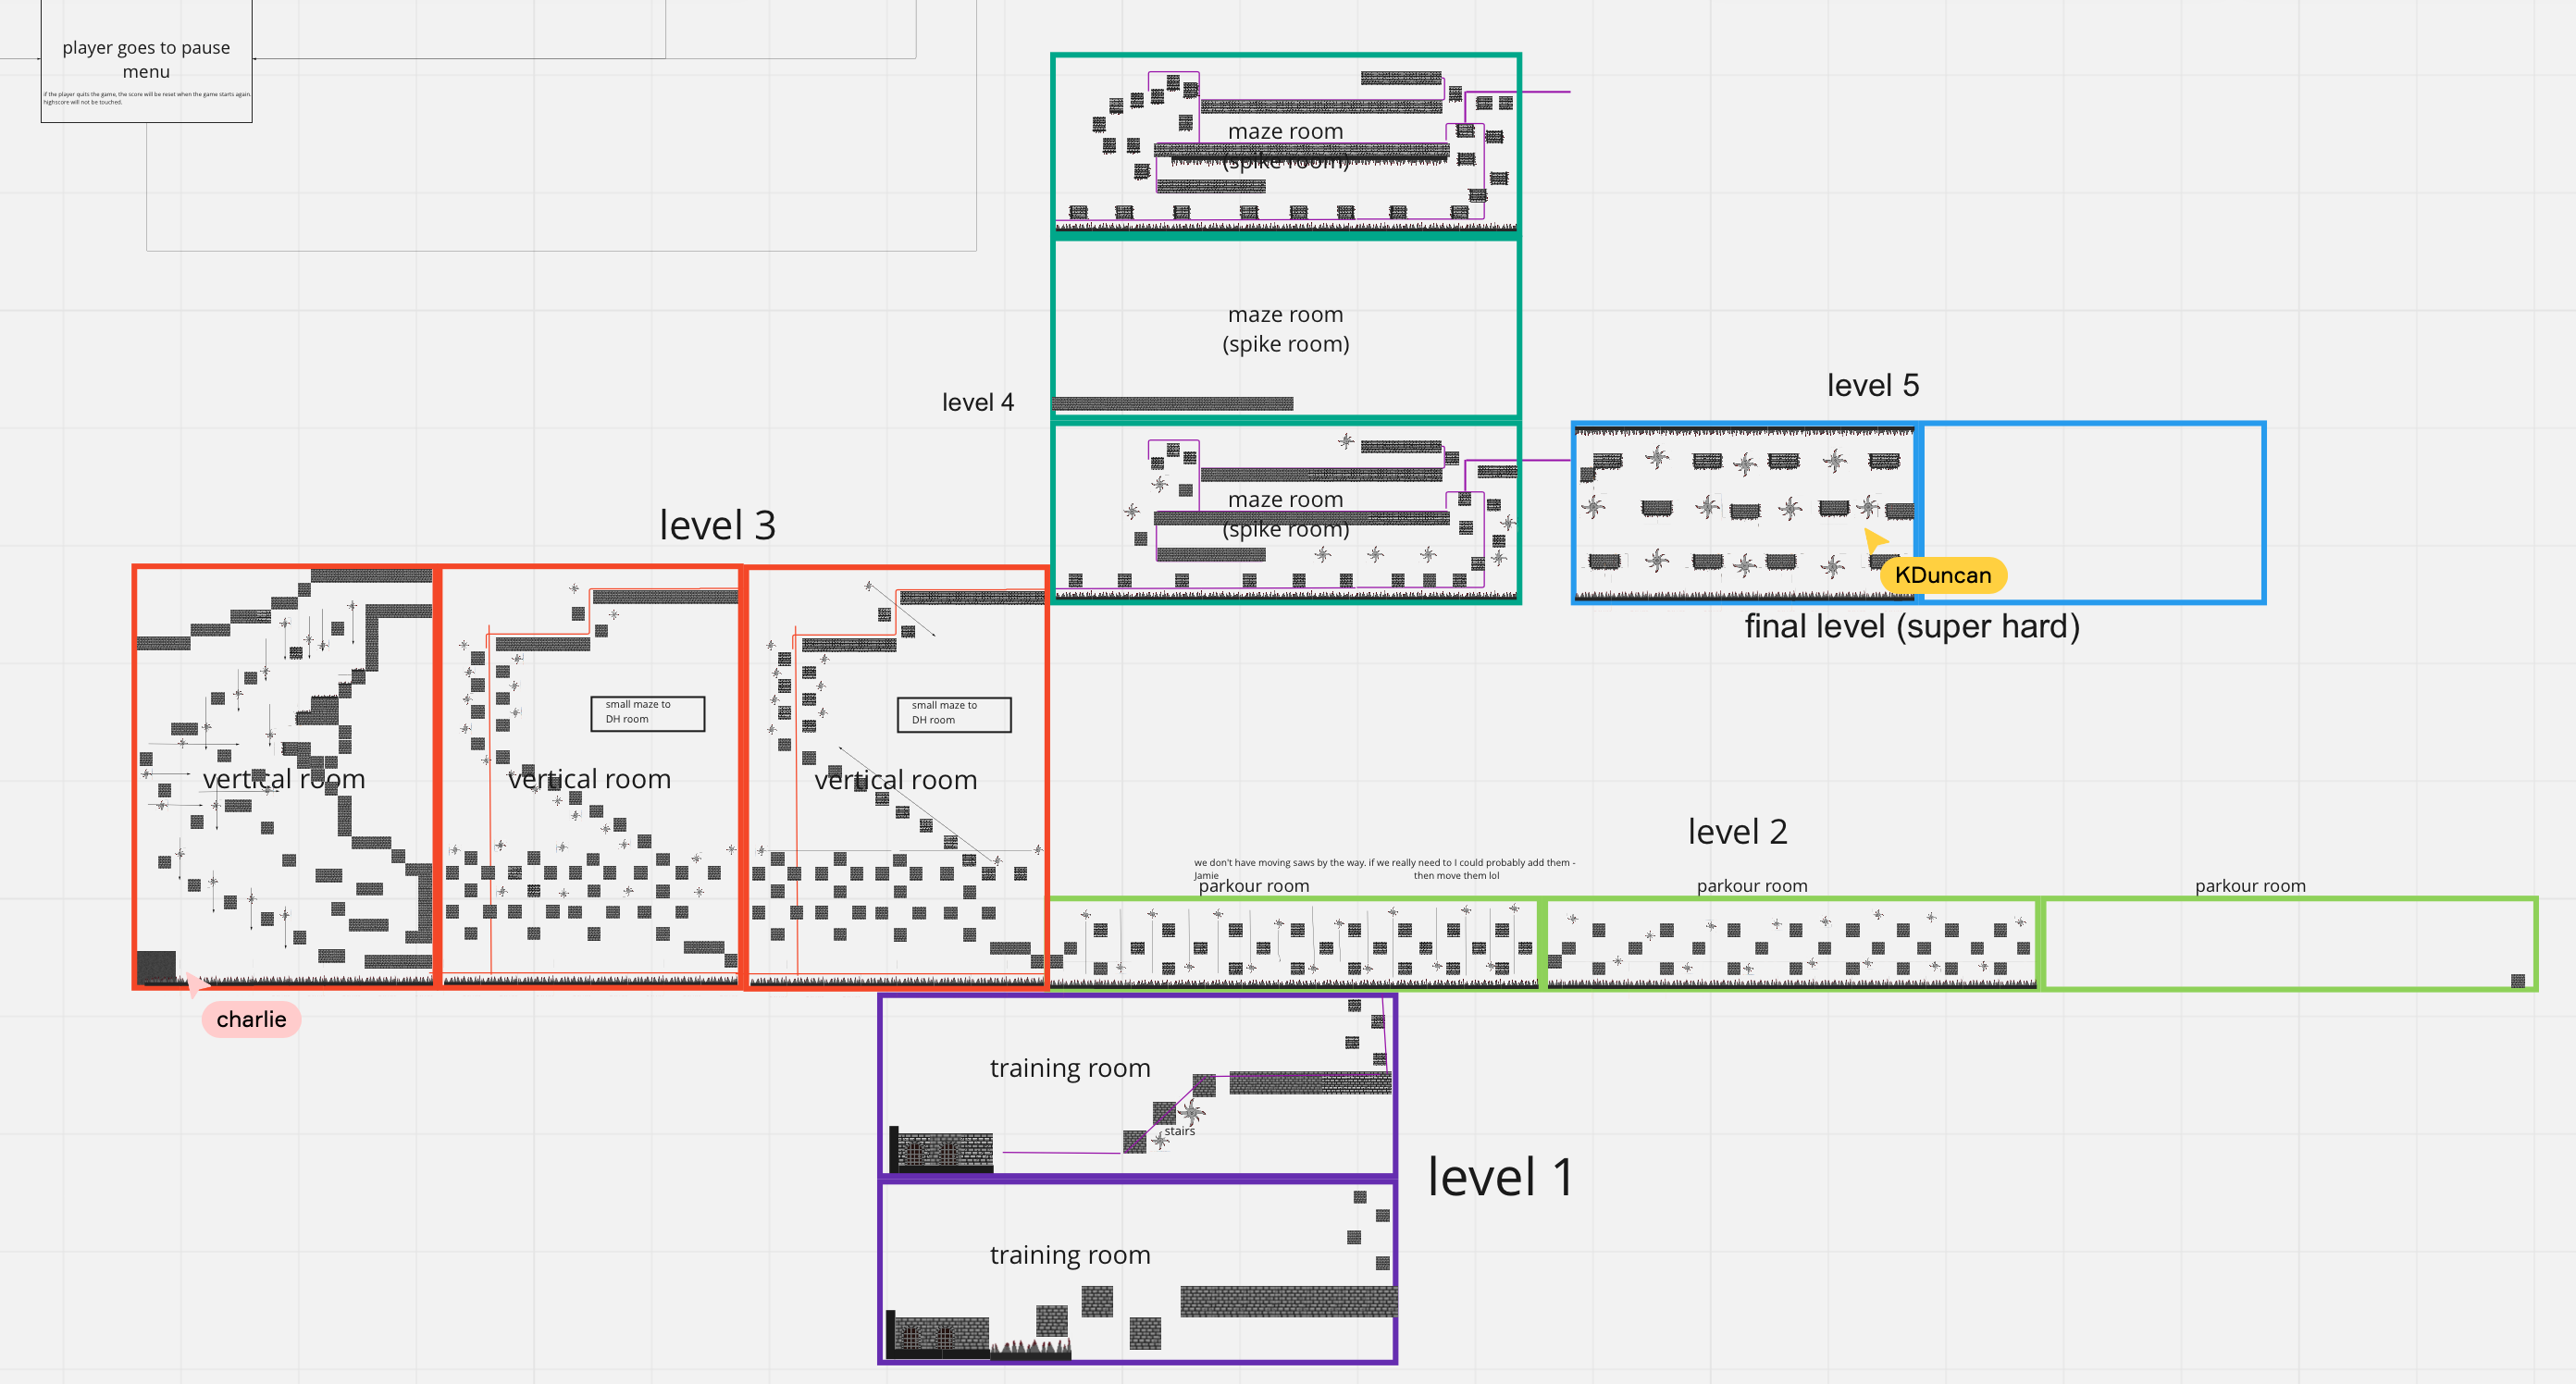 player goes to pause
menu
if the player quits the game, the score will be reset when the game starts again.
highscore will not be touched.
maze room
(spike room)
maze room
(spike room)
level 4
level 5
maze room
(spike room)
KDuncan
final level (super hard)
level 3
small maze to
DH room
small maze to
DH room
vertical room
vertical room
vertical room
level 2
we don't have moving saws by the way. if we really need to I could probably add them -
Jamie
then move them lol
parkour room
parkour room
parkour room
charlie
training room
stairs
level 1
training room